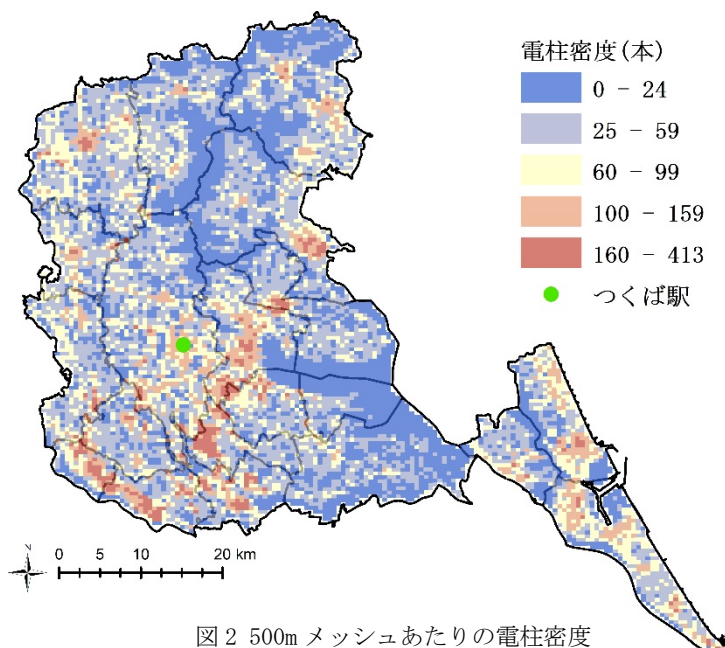 電柱密度(本)
0 - 24
25 - 59
60 - 99
100 - 159
160 - 413
つくば駅
N
0 5 10 20 km
図 2 500m メッシュあたりの電柱密度